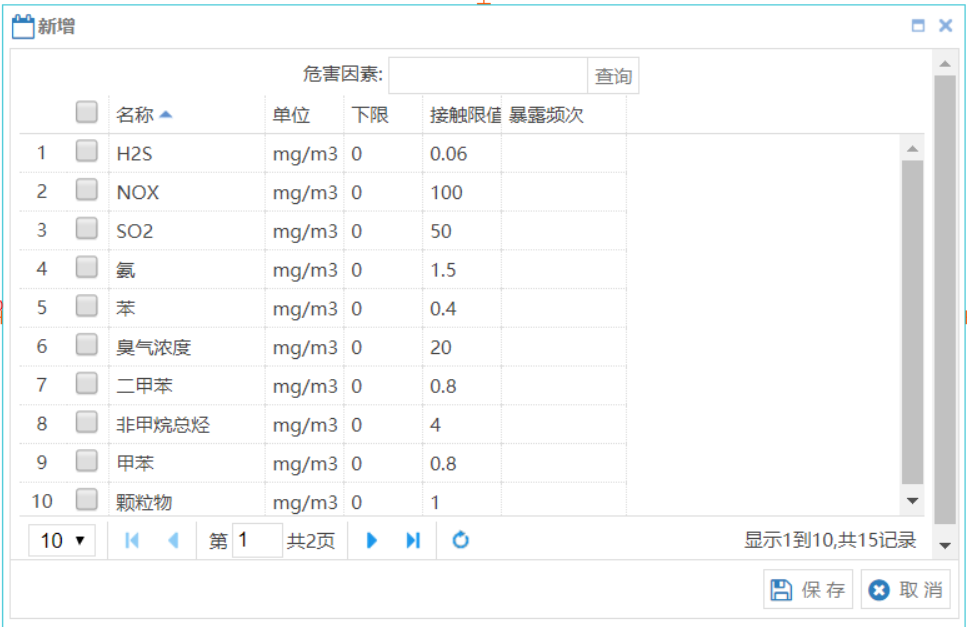 新增
危害因素: 查询
名称 单位 下限 接触限值 暴露频次
1 H2S mg/m3 0 0.06
2 NOX mg/m3 0 100
3 SO2 mg/m3 0 50
4 氨 mg/m3 0 1.5
5 苯 mg/m3 0 0.4
6 臭气浓度 mg/m3 0 20
7 二甲苯 mg/m3 0 0.8
8 非甲烷总烃 mg/m3 0 4
9 甲苯 mg/m3 0 0.8
10 颗粒物 mg/m3 0 1
10 第 1 共2页 显示1到10,共15记录
保存 取消